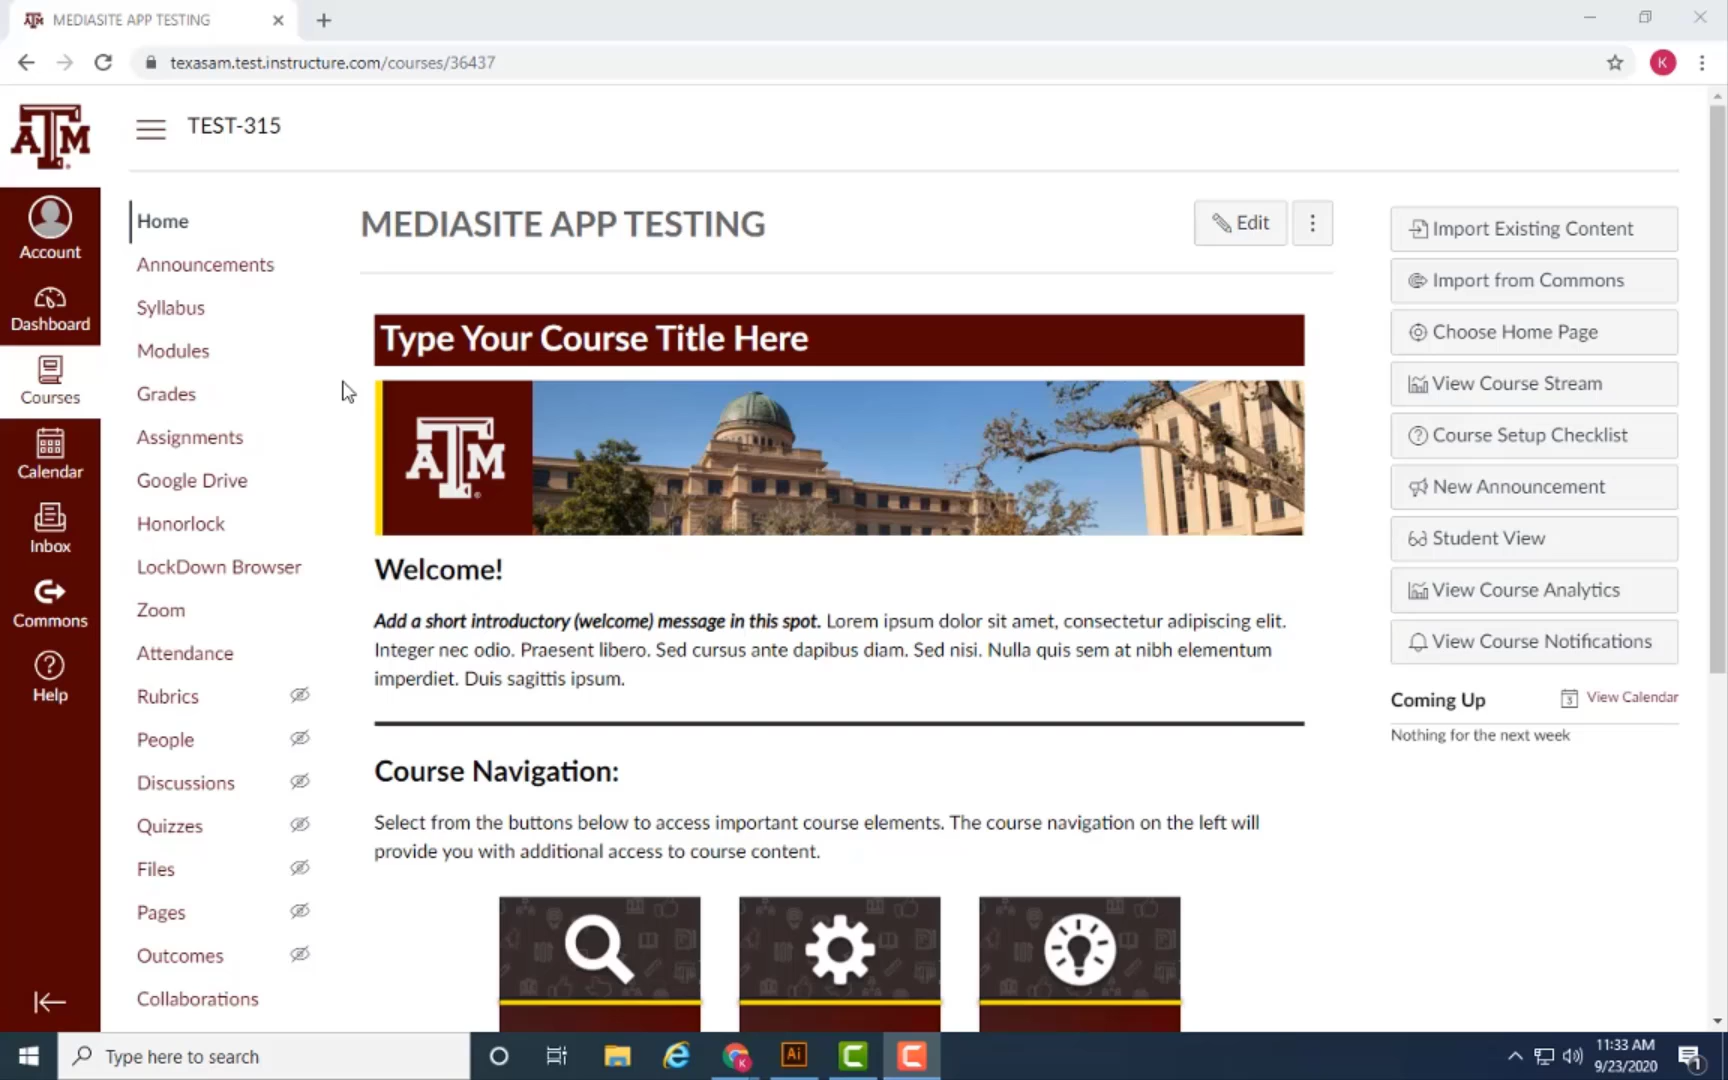 MEDIASITE APP TESTING
texasam.test.instructure.com/courses/36437
K
ATM
TEST-315
Account
Dashboard
Courses
Calendar
Inbox
Commons
Help
Home
Announcements
Syllabus
Modules
Grades
Assignments
Google Drive
Honorlock
LockDown Browser
Zoom
Attendance
Rubrics
People
Discussions
Quizzes
Files
Pages
Outcomes
Collaborations
MEDIASITE APP TESTING
Edit
Type Your Course Title Here
ATM
Welcome!
Add a short introductory (welcome) message in this spot. Lorem ipsum dolor sit amet, consectetur adipiscing elit.
Integer nec odio. Praesent libero. Sed cursus ante dapibus diam. Sed nisi. Nulla quis sem at nibh elementum
imperdiet. Duis sagittis ipsum.
Course Navigation:
Select from the buttons below to access important course elements. The course navigation on the left will
provide you with additional access to course content.
Import Existing Content
Import from Commons
Choose Home Page
View Course Stream
Course Setup Checklist
New Announcement
Student View
View Course Analytics
View Course Notifications
Coming Up
View Calendar
Nothing for the next week
Type here to search
Ai
11:33 AM
9/23/2020
1